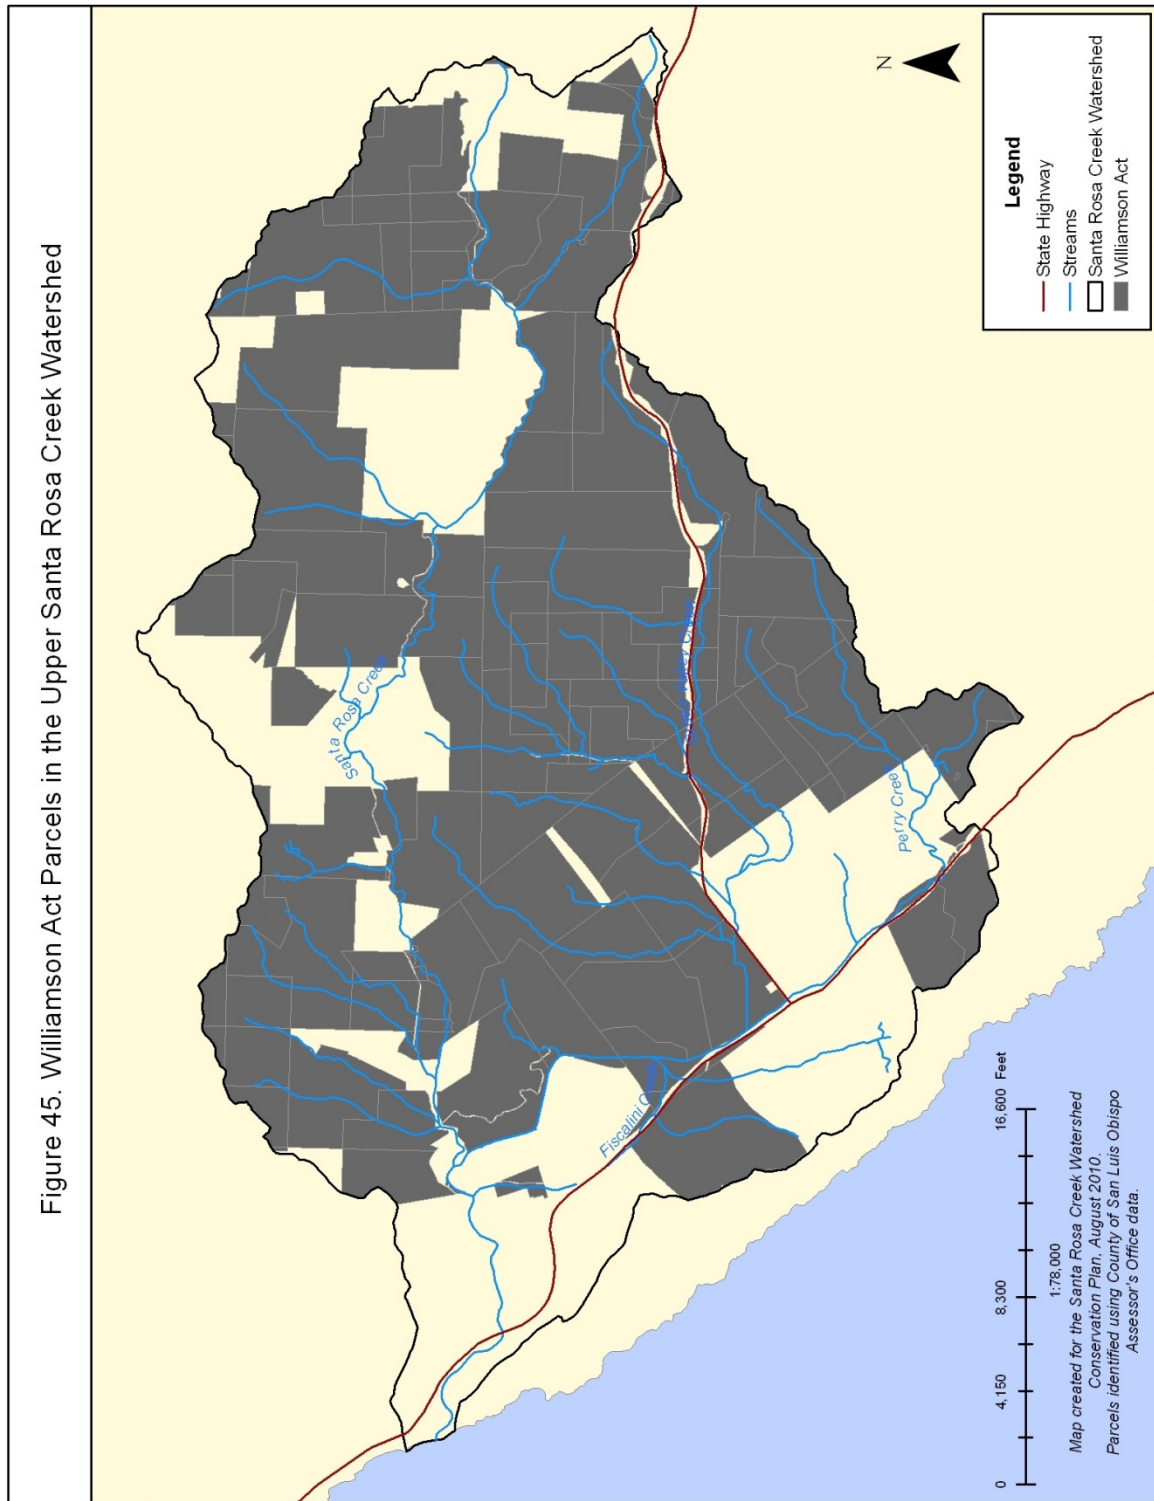 Figure 45. Williamson Act Parcels in the Upper Santa Rosa Creek Watershed
Santa Rosa Creek
Valley Creek
Perry Creek
Fiscalini Creek
N
Legend
State Highway
Streams
Santa Rosa Creek Watershed
Williamson Act
0 4,150 8,300 16,600 Feet
1:78,000
Map created for the Santa Rosa Creek Watershed
Conservation Plan, August 2010.
Parcels identified using County of San Luis Obispo
Assessor's Office data.